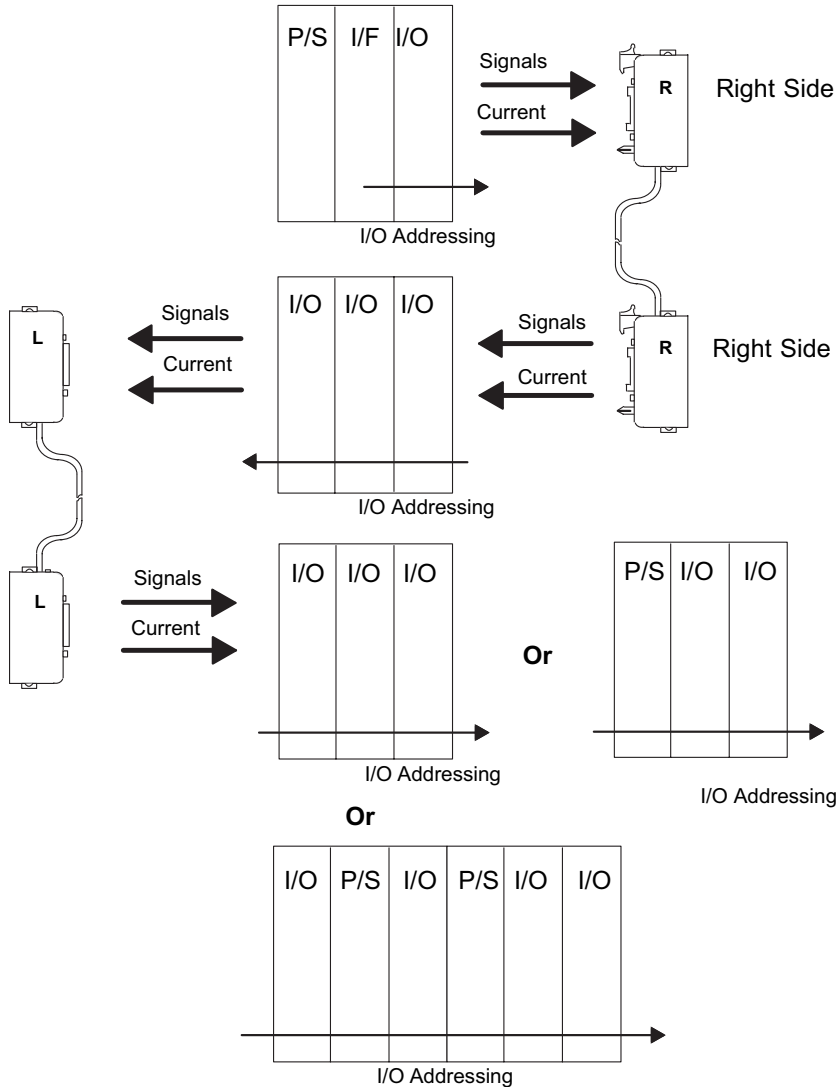 P/S I/F I/O
Signals
Current
R
Right Side
I/O Addressing
I/O I/O I/O
L
Signals
Current
Signals
Current
R
Right Side
I/O Addressing
L
Signals
Current
I/O I/O I/O
Or
P/S I/O I/O
I/O Addressing
I/O Addressing
Or
I/O P/S I/O P/S I/O I/O
I/O Addressing